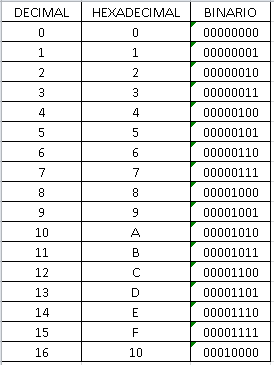 DECIMAL HEXADECIMAL BINARIO
0 0 00000000
1 1 00000001
2 2 00000010
3 3 00000011
4 4 00000100
5 5 00000101
6 6 00000110
7 7 00000111
8 8 00001000
9 9 00001001
10 A 00001010
11 B 00001011
12 C 00001100
13 D 00001101
14 E 00001110
15 F 00001111
16 10 00010000